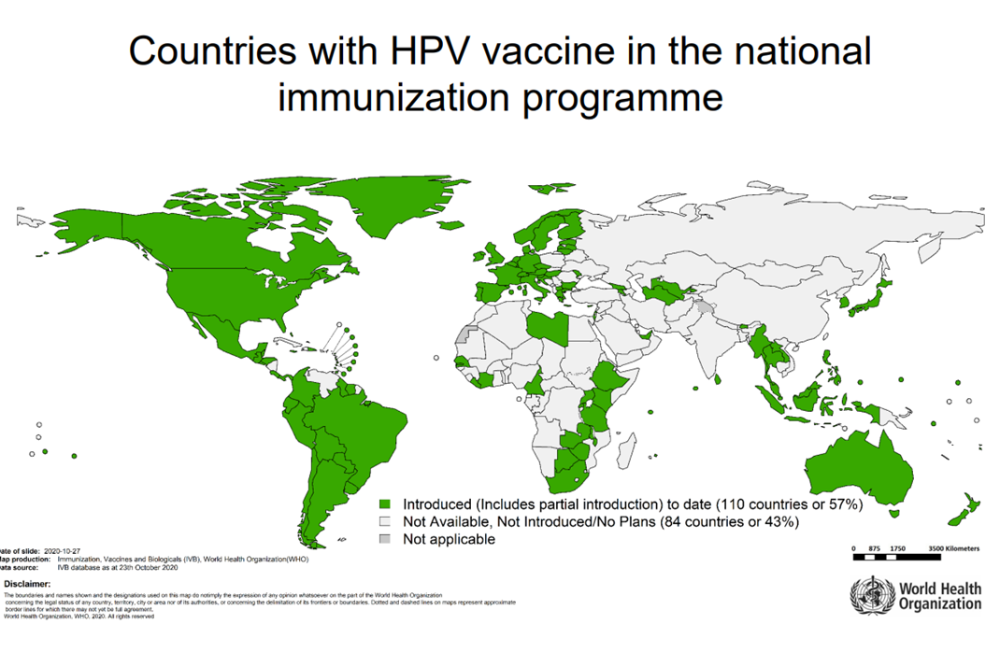 Countries with HPV vaccine in the national
immunization programme
Introduced (Includes partial introduction) to date (110 countries or 57%)
Not Available, Not Introduced/No Plans (84 countries or 43%)
Not applicable
ate of slide: 2020-10-27
ap production: Immunization, Vaccines and Biologicals (IVB), World Health Organization(WHO)
ata source: IVB database as at 23th October 2020
Disclaimer:
The boundaries and names shown and the designations used on this map do notimply the expression of any opinion whatsoever on the part of the World Health Organization
concerning the legal status of any country, territory, city or area nor of its authorities, or concerning the delimitation of its frontiers or boundaries. Dotted and dashed lines on maps represent approximate
border lines for which there may not yet be full agreement,
World Health Organization, WHO, 2020. All rights reserved
0 875 1750 3500 Kilometers
World Health
Organization